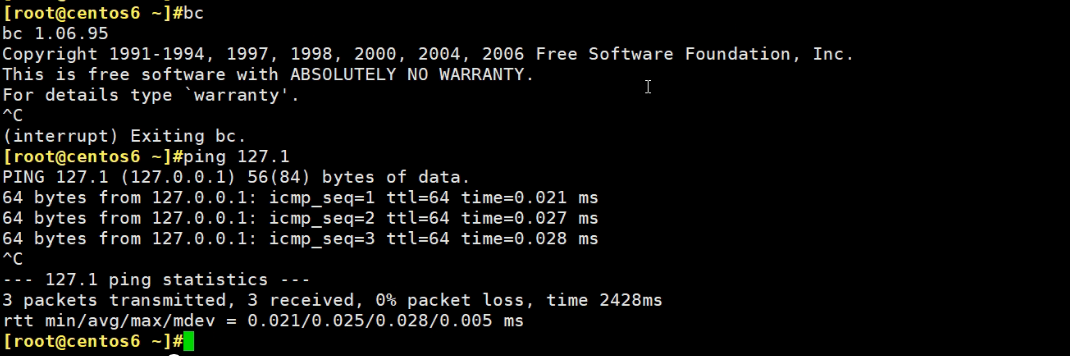 [root@centos6 ~]#bc
bc 1.06.95
Copyright 1991-1994, 1997, 1998, 2000, 2004, 2006 Free Software Foundation, Inc.
This is free software with ABSOLUTELY NO WARRANTY.
For details type `warranty'.
^C
(interrupt) Exiting bc.
[root@centos6 ~]#ping 127.1
PING 127.1 (127.0.0.1) 56(84) bytes of data.
64 bytes from 127.0.0.1: icmp_seq=1 ttl=64 time=0.021 ms
64 bytes from 127.0.0.1: icmp_seq=2 ttl=64 time=0.027 ms
64 bytes from 127.0.0.1: icmp_seq=3 ttl=64 time=0.028 ms
^C
--- 127.1 ping statistics ---
3 packets transmitted, 3 received, 0% packet loss, time 2428ms
rtt min/avg/max/mdev = 0.021/0.025/0.028/0.005 ms
[root@centos6 ~]#